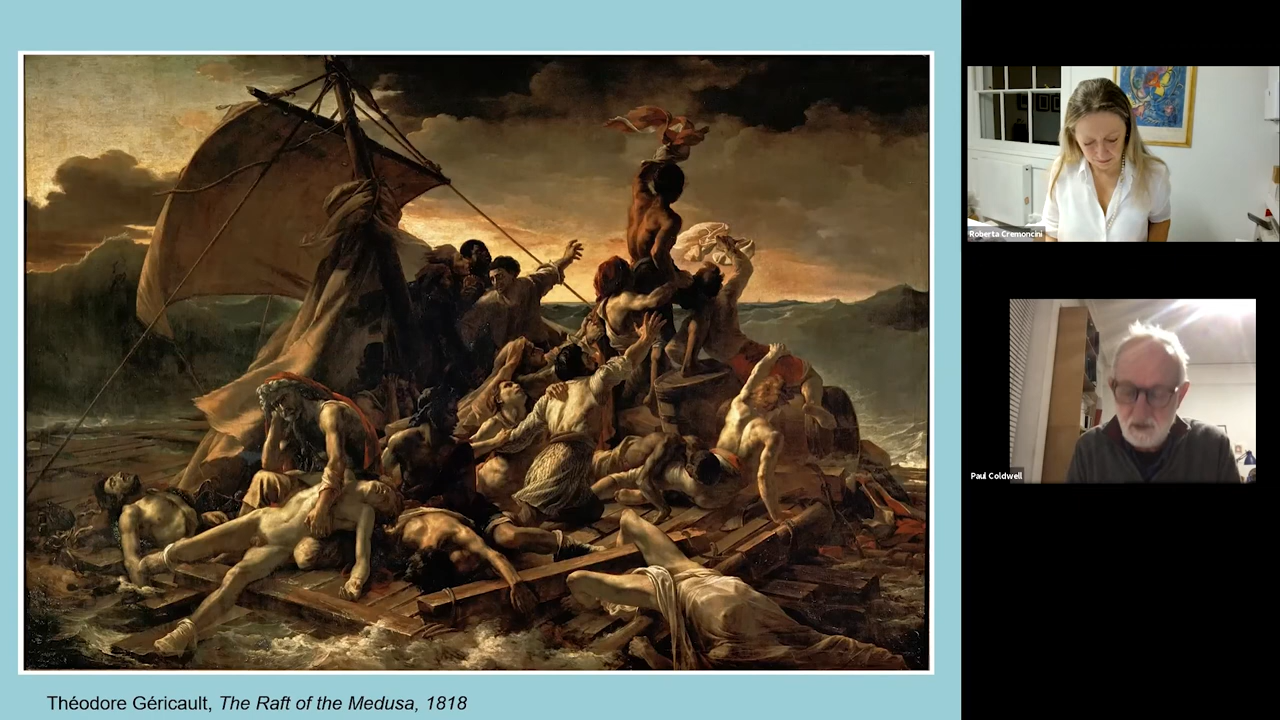 Roberta Cremoncini
Paul Coldwell
Théodore Géricault, The Raft of the Medusa, 1818